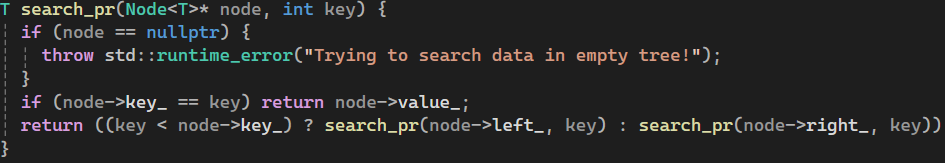 T search_pr(Node<T>* node, int key) {
if (node == nullptr) {
throw std::runtime_error("Trying to search data in empty tree!");
}
if (node->key_ == key) return node->value_;
return ((key < node->key_) ? search_pr(node->left_, key) : search_pr(node->right_, key))
}